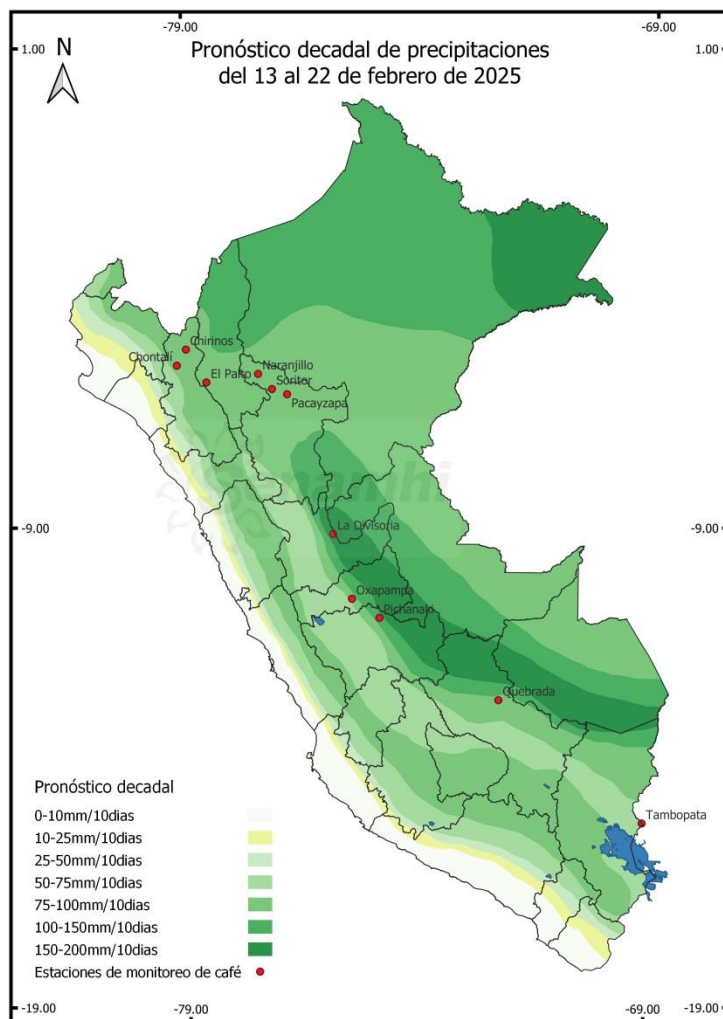 -79.00
-69.00
1.00
1.00
N
Pronóstico decadal de precipitaciones
del 13 al 22 de febrero de 2025
Chirinos
Chontalí
El Palto
Naranjillo
Soritor
Pacayzapa
Senamhi
-9.00
-9.00
La Divisoria
Oxapampa
Pichanaki
Quebrada
Tambopata
Pronóstico decadal
0-10mm/10dias
10-25mm/10dias
25-50mm/10dias
50-75mm/10dias
75-100mm/10dias
100-150mm/10dias
150-200mm/10dias
Estaciones de monitoreo de café
-19.00
-19.00
-79.00
-69.00